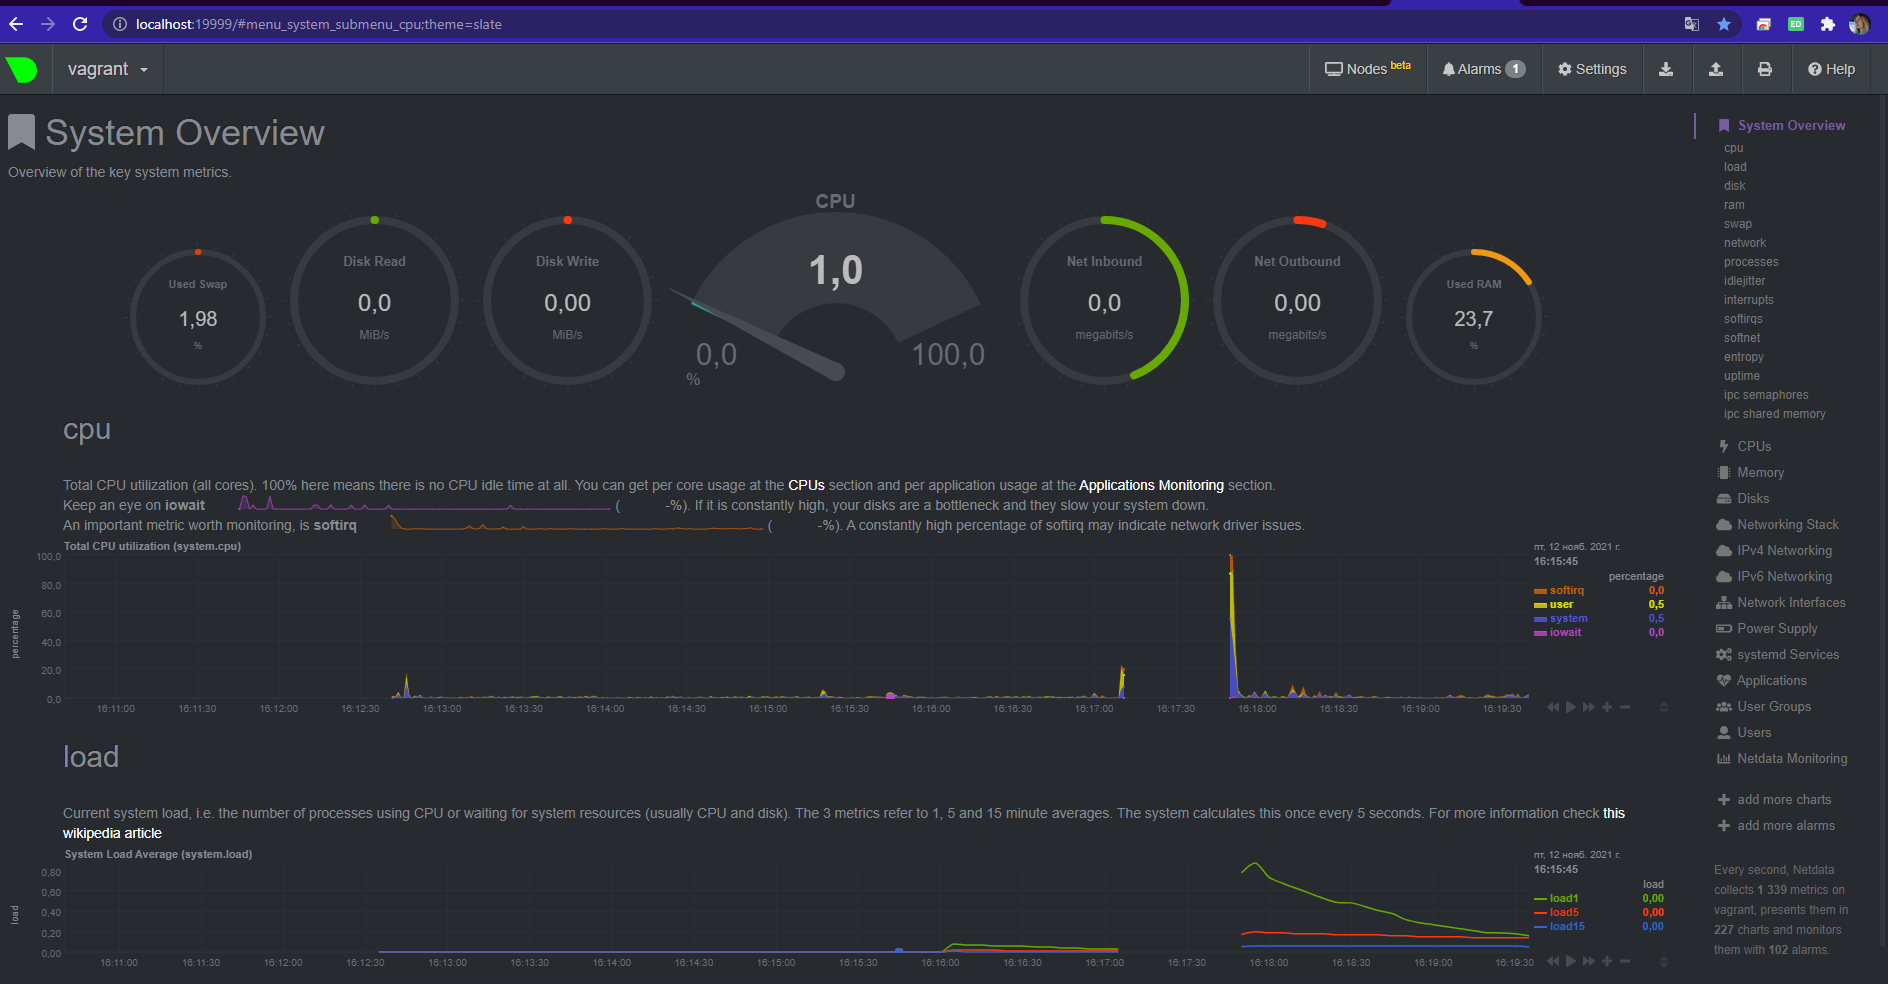 localhost:19999/#menu_system_submenu_cpu;theme=slate
ED
vagrant
Nodes beta
Alarms 1
Settings
Help
System Overview
Overview of the key system metrics.
Used Swap
1,98
%
Disk Read
0,0
MiB/s
Disk Write
0,00
MiB/s
CPU
1,0
0,0
100,0
%
Net Inbound
0,0
megabits/s
Net Outbound
0,00
megabits/s
Used RAM
23,7
%
cpu
Total CPU utilization (all cores). 100% here means there is no CPU idle time at all. You can get per core usage at the CPUs section and per application usage at the Applications Monitoring section.
Keep an eye on iowait ( -%). If it is constantly high, your disks are a bottleneck and they slow your system down.
An important metric worth monitoring, is softirq ( -%). A constantly high percentage of softirq may indicate network driver issues.
Total CPU utilization (system.cpu)
percentage
100,0
80,0
60,0
40,0
20,0
0,0
16:11:00 16:11:30 16:12:00 16:12:30 16:13:00 16:13:30 16:14:00 16:14:30 16:15:00 16:15:30 16:16:00 16:16:30 16:17:00 16:17:30 16:18:00 16:18:30 16:19:00 16:19:30
пт, 12 нояб. 2021 г.
16:15:45
percentage
softirq 0,0
user 0,5
system 0,5
iowait 0,0
load
Current system load, i.e. the number of processes using CPU or waiting for system resources (usually CPU and disk). The 3 metrics refer to 1, 5 and 15 minute averages. The system calculates this once every 5 seconds. For more information check this
wikipedia article
System Load Average (system.load)
load
0,80
0,60
0,40
0,20
0,00
16:11:00 16:11:30 16:12:00 16:12:30 16:13:00 16:13:30 16:14:00 16:14:30 16:15:00 16:15:30 16:16:00 16:16:30 16:17:00 16:17:30 16:18:00 16:18:30 16:19:00 16:19:30
пт, 12 нояб. 2021 г.
16:15:45
load
load1 0,00
load5 0,00
load15 0,00
System Overview
cpu
load
disk
ram
swap
network
processes
idlejitter
interrupts
softirqs
softnet
entropy
uptime
ipc semaphores
ipc shared memory
CPUs
Memory
Disks
Networking Stack
IPv4 Networking
IPv6 Networking
Network Interfaces
Power Supply
systemd Services
Applications
User Groups
Users
Netdata Monitoring
add more charts
add more alarms
Every second, Netdata
collects 1 339 metrics on
vagrant, presents them in
227 charts and monitors
them with 102 alarms.